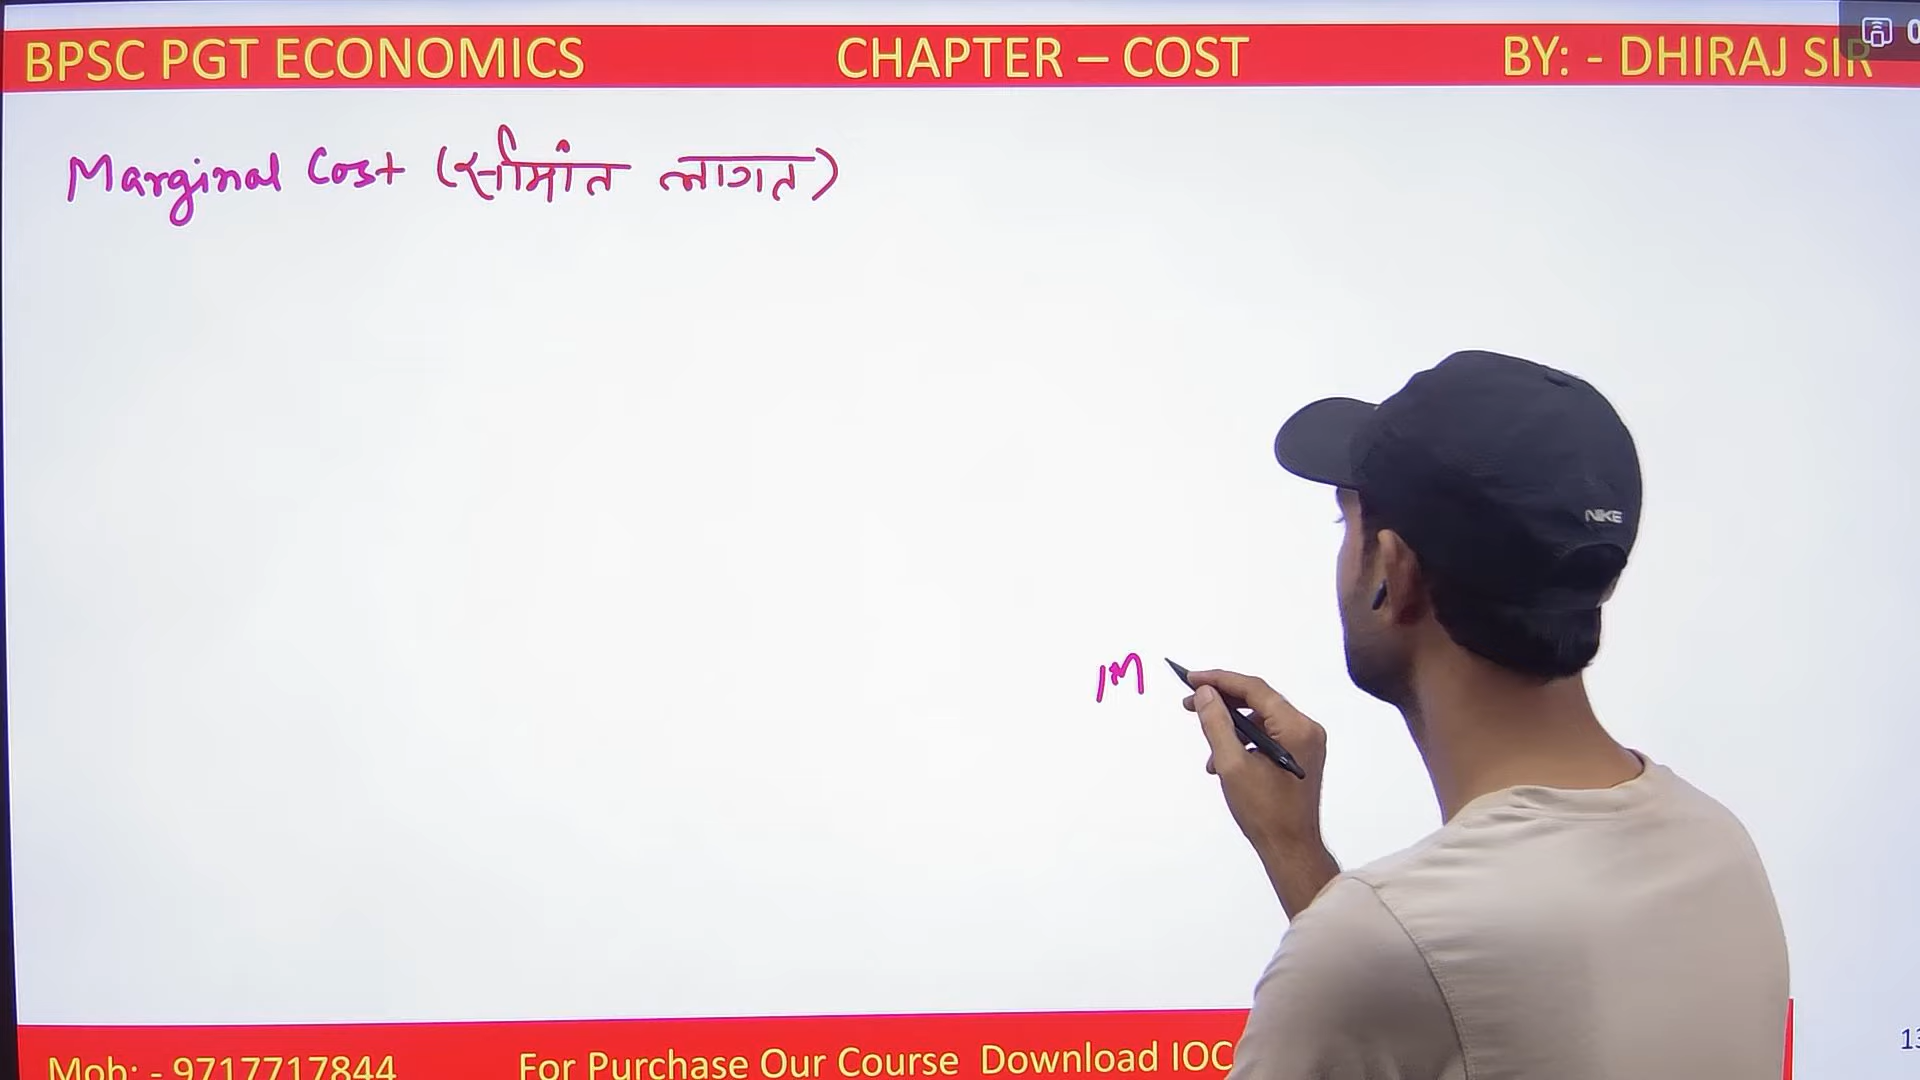 BPSC PGT ECONOMICS CHAPTER – COST BY: - DHIRAJ SIR
Marginal Cost (सीमांत लागत)
NIKE
M
Mob: - 9717717844 For Purchase Our Course Download IOC
13